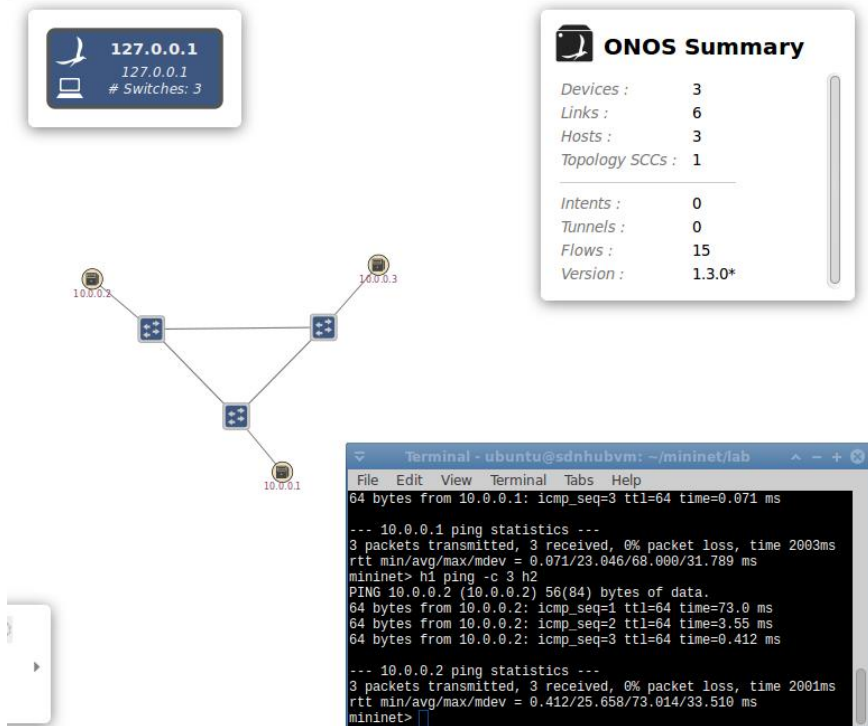 127.0.0.1
127.0.0.1
# Switches: 3
ONOS Summary
Devices : 3
Links : 6
Hosts : 3
Topology SCCs : 1
Intents : 0
Tunnels : 0
Flows : 15
Version : 1.3.0*
10.0.0.2
10.0.0.3
10.0.0.1
Terminal - ubuntu@sdnhubvm: ~/mininet/lab
File Edit View Terminal Tabs Help
64 bytes from 10.0.0.1: icmp_seq=3 ttl=64 time=0.071 ms
--- 10.0.0.1 ping statistics ---
3 packets transmitted, 3 received, 0% packet loss, time 2003ms
rtt min/avg/max/mdev = 0.071/23.046/68.000/31.789 ms
mininet> h1 ping -c 3 h2
PING 10.0.0.2 (10.0.0.2) 56(84) bytes of data.
64 bytes from 10.0.0.2: icmp_seq=1 ttl=64 time=73.0 ms
64 bytes from 10.0.0.2: icmp_seq=2 ttl=64 time=3.55 ms
64 bytes from 10.0.0.2: icmp_seq=3 ttl=64 time=0.412 ms
--- 10.0.0.2 ping statistics ---
3 packets transmitted, 3 received, 0% packet loss, time 2001ms
rtt min/avg/max/mdev = 0.412/25.658/73.014/33.510 ms
mininet>